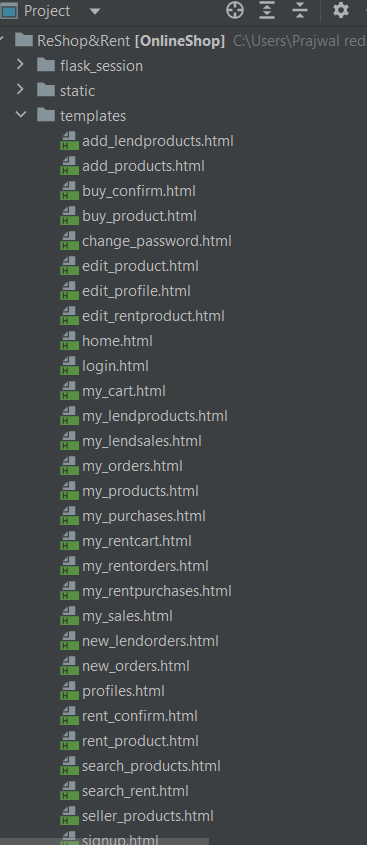 Project
ReShop&Rent [OnlineShop] C:\Users\Prajwal red
flask_session
static
templates
add_lendproducts.html
add_products.html
buy_confirm.html
buy_product.html
change_password.html
edit_product.html
edit_profile.html
edit_rentproduct.html
home.html
login.html
my_cart.html
my_lendproducts.html
my_lendsales.html
my_orders.html
my_products.html
my_purchases.html
my_rentcart.html
my_rentorders.html
my_rentpurchases.html
my_sales.html
new_lendorders.html
new_orders.html
profiles.html
rent_confirm.html
rent_product.html
search_products.html
search_rent.html
seller_products.html
signup.html